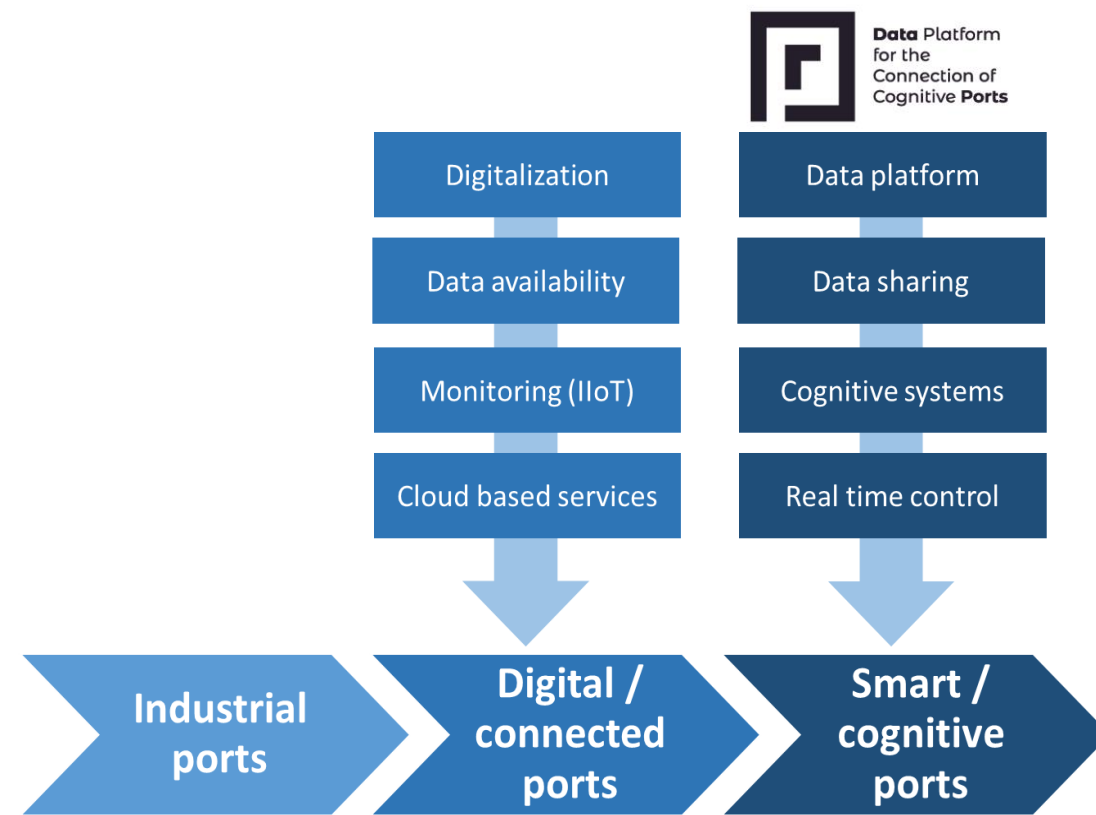 Data Platform
for the
Connection of
Cognitive Ports
Digitalization
Data availability
Monitoring (IIoT)
Cloud based services
Data platform
Data sharing
Cognitive systems
Real time control
Industrial
ports
Digital /
connected
ports
Smart /
cognitive
ports